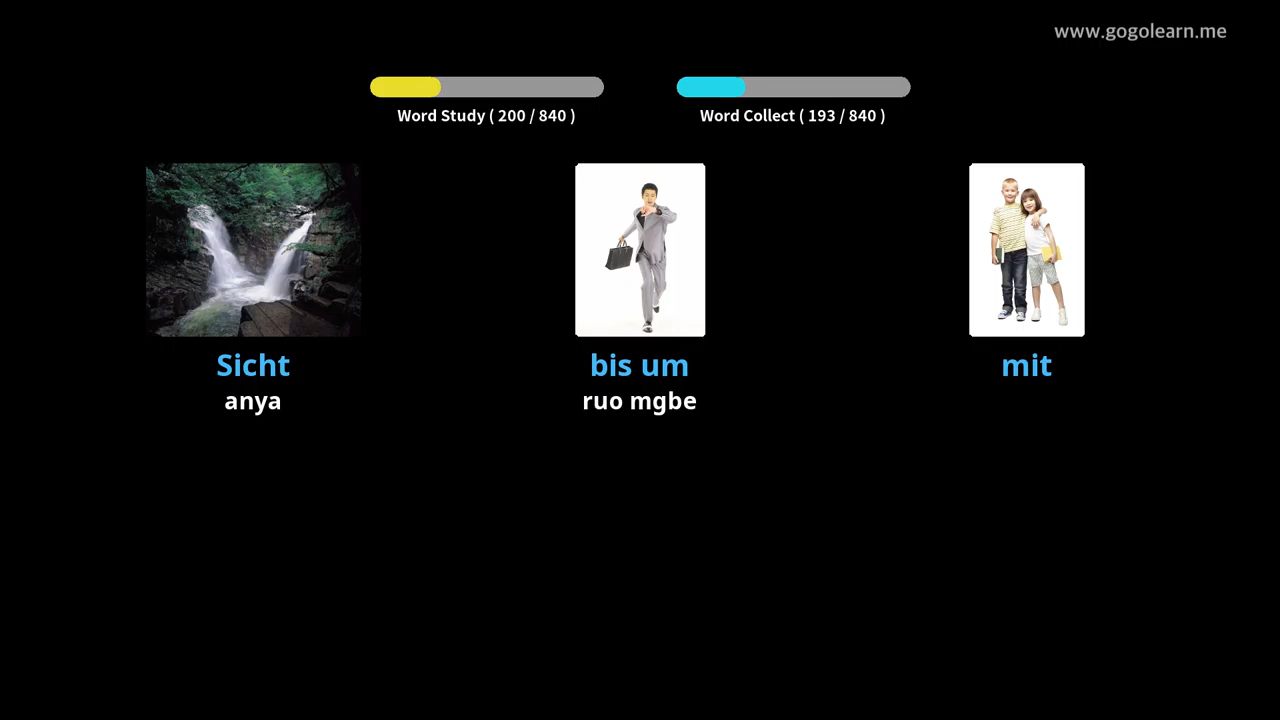 www.gogolearn.me
Word Study ( 200 / 840 )
Word Collect ( 193 / 840 )
Sicht
anya
bis um
ruo mgbe
mit